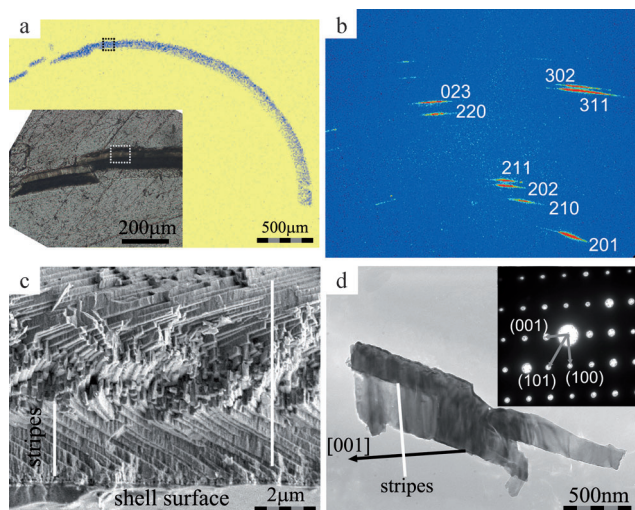 a
200μm
500μm
b
302
311
023
220
211
202
210
201
c
stripes
shell surface
2μm
d
(001)
(101)
(100)
[001]
stripes
500nm